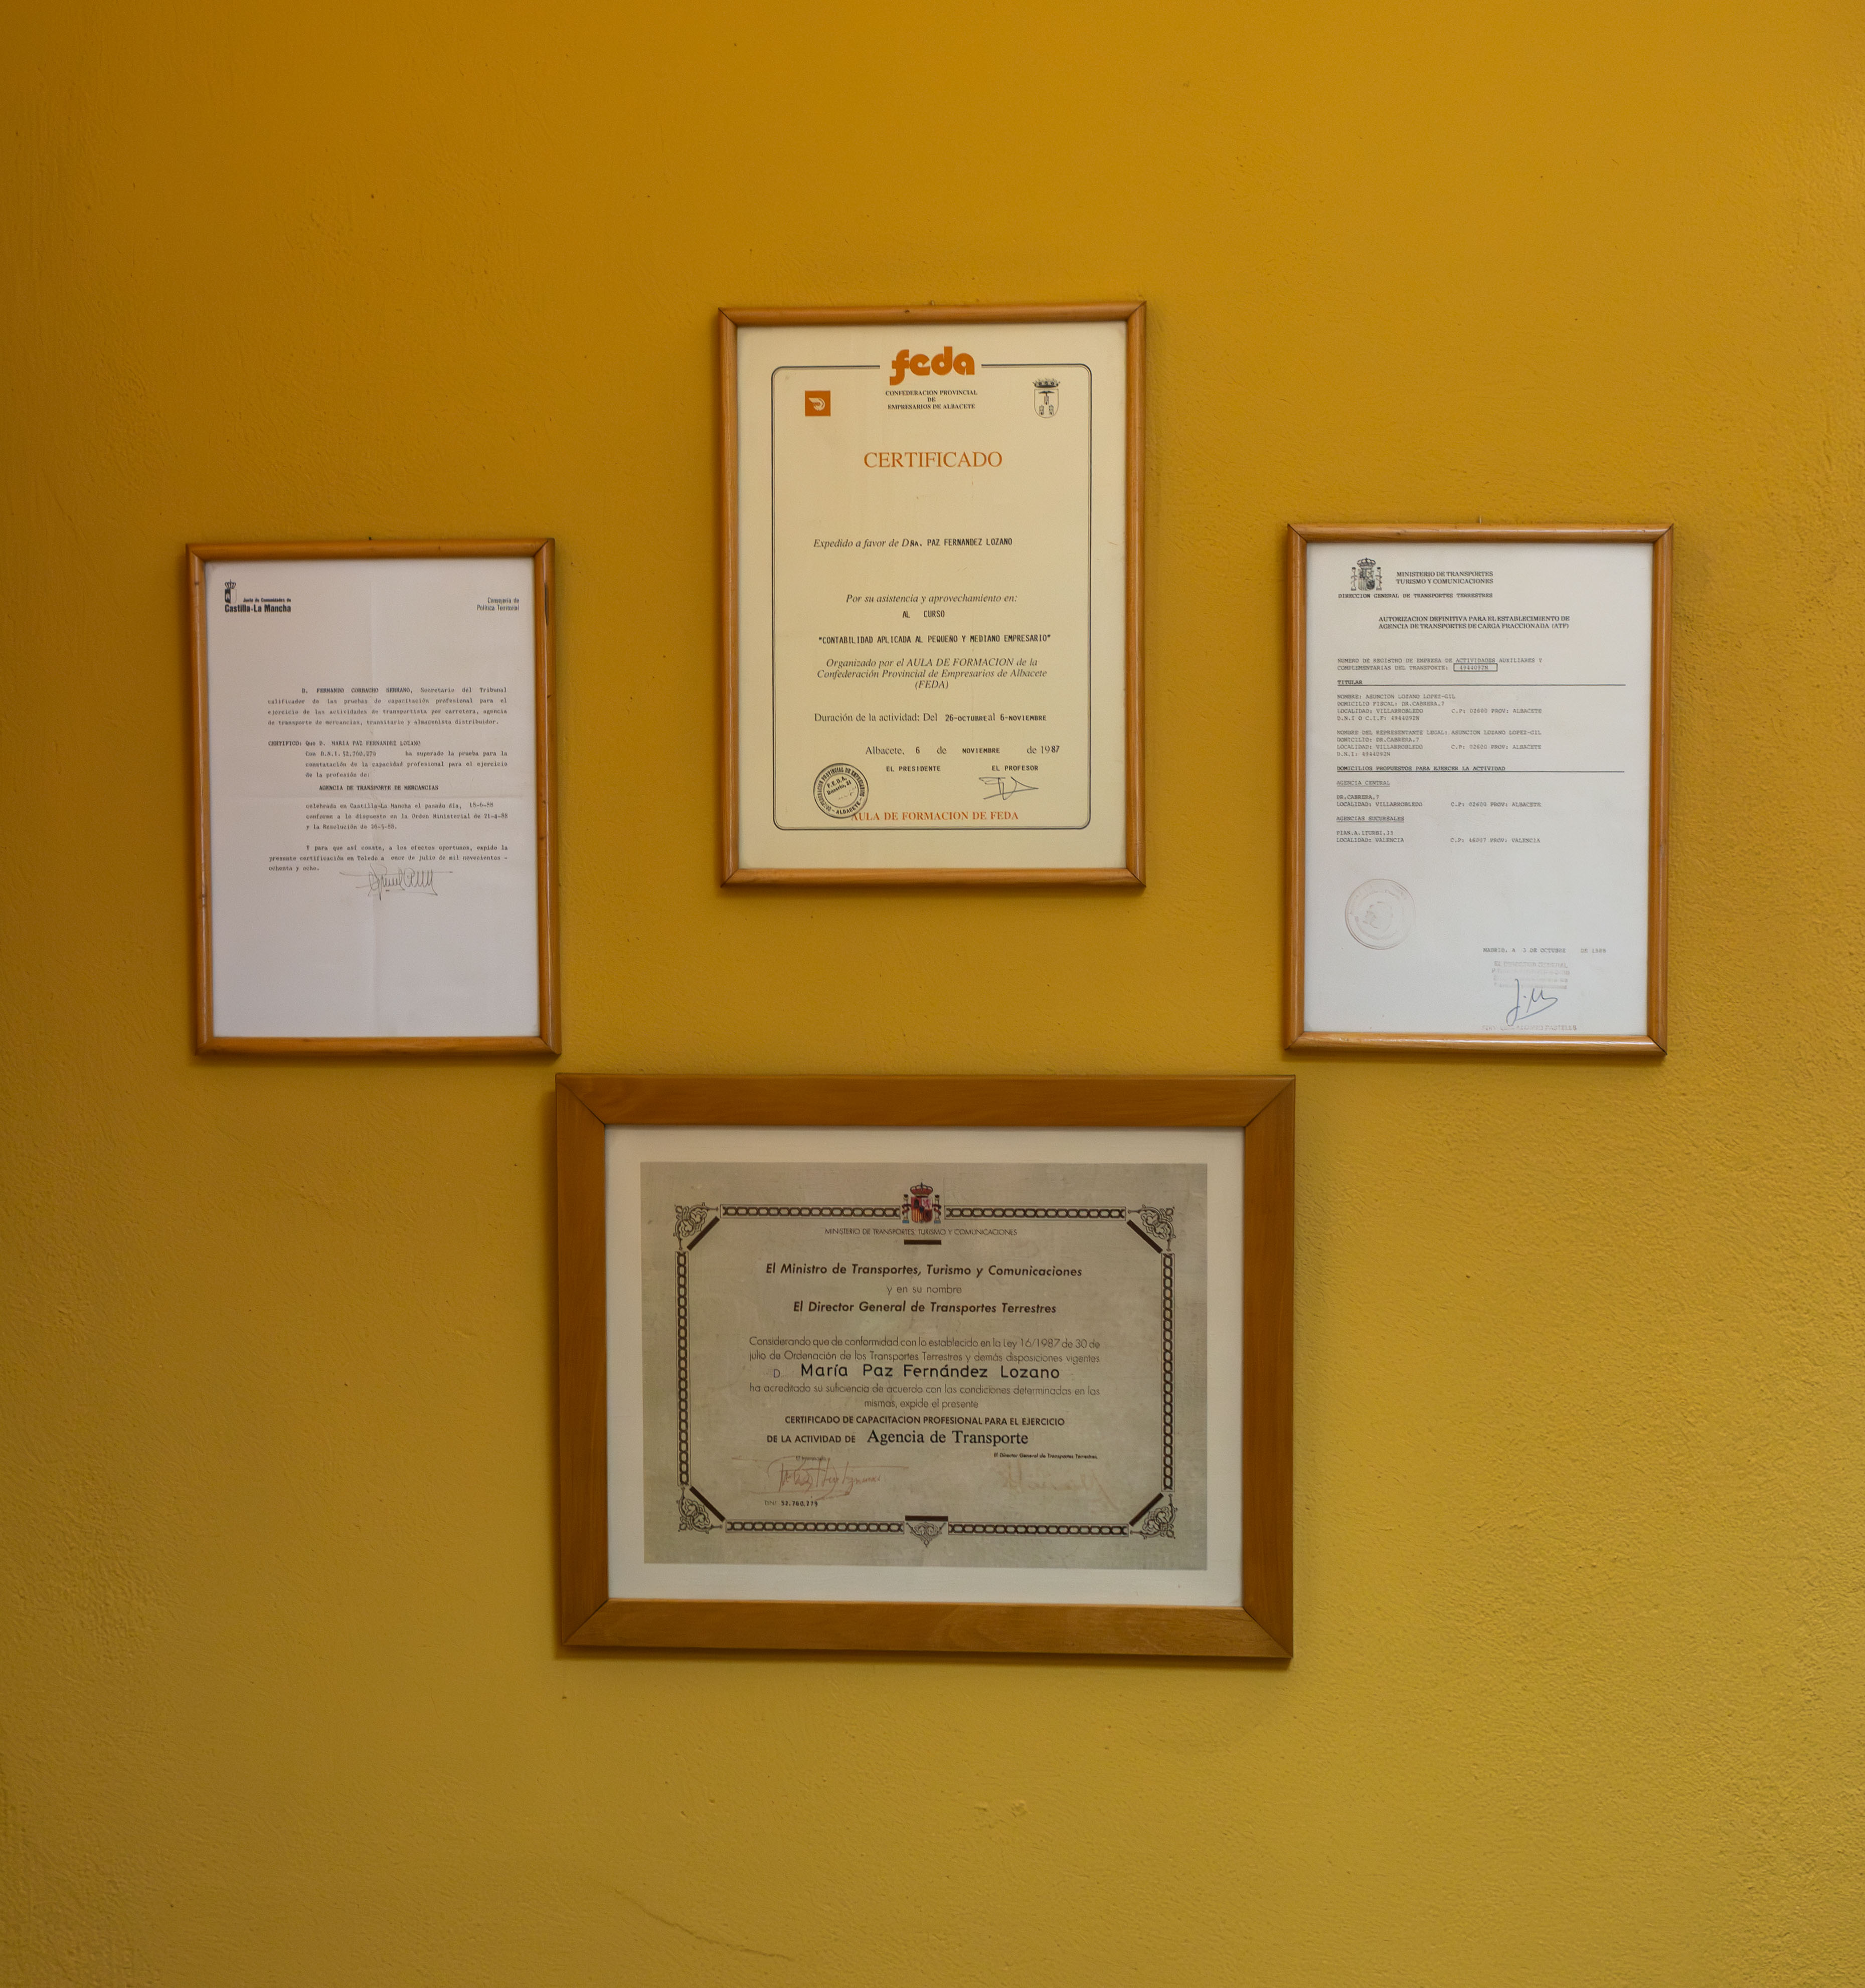 feda
CONFEDERACION PROVINCIAL
DE
EMPRESARIOS DE ALBACETE
CERTIFICADO
Expedido a favor de Dña. PAZ FERNANDEZ LOZANO
Por su asistencia y aprovechamiento en:
AL CURSO
"CONTABILIDAD APLICADA AL PEQUEÑO Y MEDIANO EMPRESARIO"
Organizado por el AULA DE FORMACION de la
Confederación Provincial de Empresarios de Albacete
(FEDA)
Duración de la actividad: Del 26-OCTUBRE al 6-NOVIEMBRE
Albacete, 6 de NOVIEMBRE de 1987
EL PRESIDENTE EL PROFESOR
AULA DE FORMACION DE FEDA
Junta de Comunidades de
Castilla-La Mancha
Consejería de
Política Territorial
D. FERNANDO CORBACHO SERRANO, Secretario del Tribunal
calificador de las pruebas de capacitación profesional para el
ejercicio de las actividades de transportista por carretera, agencia
de transporte de mercancias, transitario y almacenista distribuidor.
CERTIFICO: Que D. MARIA PAZ FERNANDEZ LOZANO
Con D.N.I. 52.760.279 ha superado la prueba para la
constatación de la capacidad profesional para el ejercicio
de la profesión de:
AGENCIA DE TRANSPORTE DE MERCANCIAS
celebrada en Castilla-La Mancha el pasado día, 18-6-88
conforme a lo dispuesto en la Orden Ministerial de 21-4-88
y la Resolución de 26-5-88.
Y para que así conste, a los efectos oportunos, expido la
presente certificación en Toledo a once de julio de mil novecientos -
ochenta y ocho.
MINISTERIO DE TRANSPORTES
TURISMO Y COMUNICACIONES
DIRECCION GENERAL DE TRANSPORTES TERRESTRES
AUTORIZACION DEFINITIVA PARA EL ESTABLECIMIENTO DE
AGENCIA DE TRANSPORTES DE CARGA FRACCIONADA (ATF)
NUMERO DE REGISTRO DE EMPRESA DE ACTIVIDADES AUXILIARES Y
COMPLEMENTARIAS DEL TRANSPORTE: 4944092N
TITULAR
NOMBRE: ASUNCION LOZANO LOPEZ-GIL
DOMICILIO FISCAL: DR.CABRERA,7
LOCALIDAD: VILLARROBLEDO C.P: 02600 PROV: ALBACETE
D.N.I O C.I.F: 4944092N
NOMBRE DEL REPRESENTANTE LEGAL: ASUNCION LOZANO LOPEZ-GIL
DOMICILIO: DR.CABRERA,7
LOCALIDAD: VILLARROBLEDO C.P: 02600 PROV: ALBACETE
D.N.I: 4944092N
DOMICILIOS PROPUESTOS PARA EJERCER LA ACTIVIDAD
AGENCIA CENTRAL
DR.CABRERA,7
LOCALIDAD: VILLARROBLEDO C.P: 02600 PROV: ALBACETE
AGENCIAS SUCURSALES
PIAN.A.ITURBI,33
LOCALIDAD: VALENCIA C.P: 46007 PROV: VALENCIA
MADRID, A 2 DE OCTUBRE DE 1989
MINISTERIO DE TRANSPORTES, TURISMO Y COMUNICACIONES
El Ministro de Transportes, Turismo y Comunicaciones
y en su nombre
El Director General de Transportes Terrestres
Considerando que de conformidad con lo establecido en la Ley 16/1987 de 30 de
julio de Ordenación de los Transportes Terrestres y demás disposiciones vigentes
D. María Paz Fernández Lozano
ha acreditado su suficiencia de acuerdo con las condiciones determinadas en las
mismas, expide el presente
CERTIFICADO DE CAPACITACION PROFESIONAL PARA EL EJERCICIO
DE LA ACTIVIDAD DE Agencia de Transporte
El Director General de Transportes Terrestres,
DNI 52.760.279